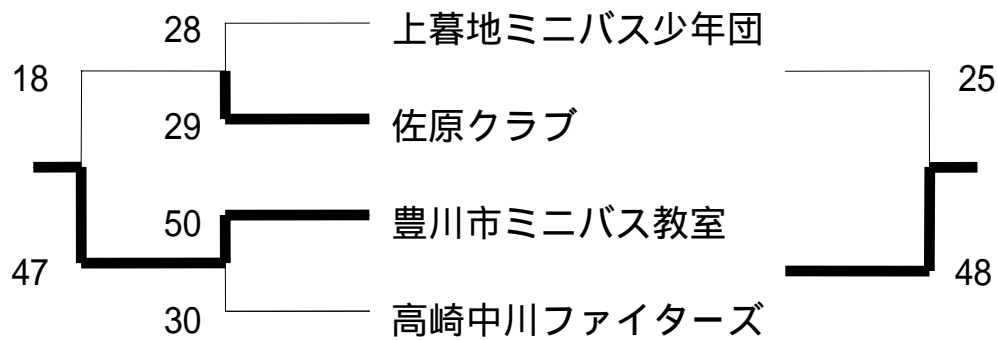 28 上暮地ミニバス少年団
18 25
29 佐原クラブ
50 豊川市ミニバス教室
47 48
30 高崎中川ファイターズ